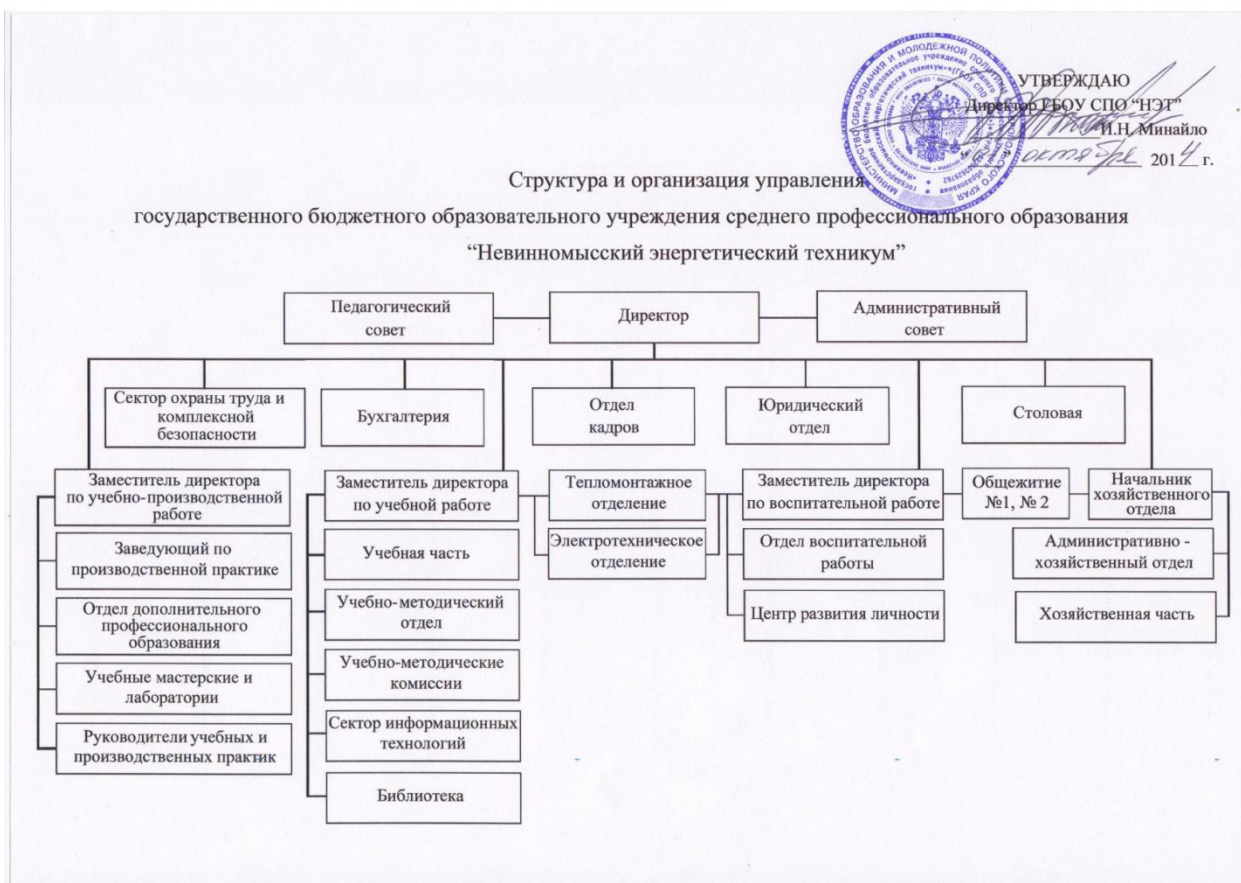 УТВЕРЖДАЮ
Директор ГБОУ СПО “НЭТ”
И.Н. Минайло
октября 2014 г.
Структура и организация управления
государственного бюджетного образовательного учреждения среднего профессионального образования
“Невинномысский энергетический техникум”
Педагогический
совет
Директор
Административный
совет
Сектор охраны труда и
комплексной
безопасности
Бухгалтерия
Отдел
кадров
Юридический
отдел
Столовая
Заместитель директора
по учебно-производственной
работе
Заведующий по
производственной практике
Отдел дополнительного
профессионального
образования
Учебные мастерские и
лаборатории
Руководители учебных и
производственных практик
Заместитель директора
по учебной работе
Учебная часть
Учебно-методический
отдел
Учебно-методические
комиссии
Сектор информационных
технологий
Библиотека
Тепломонтажное
отделение
Электротехническое
отделение
Заместитель директора
по воспитательной работе
Отдел воспитательной
работы
Центр развития личности
Общежитие
№1, № 2
Начальник
хозяйственного
отдела
Административно -
хозяйственный отдел
Хозяйственная часть